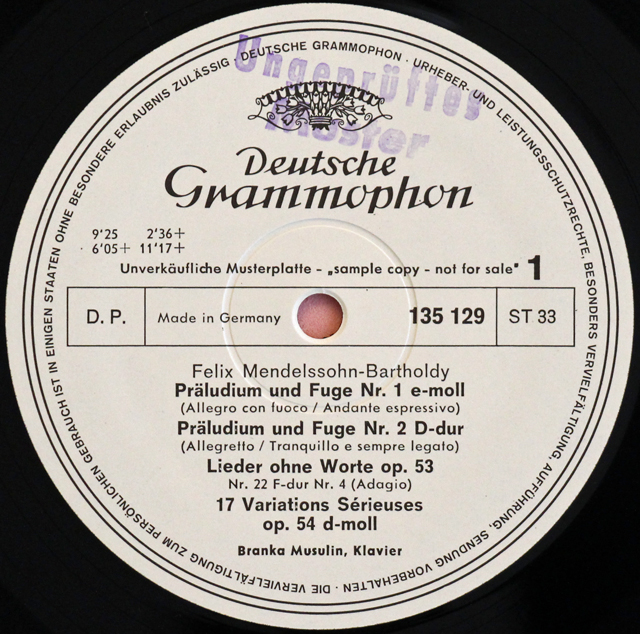 DEUTSCHE GRAMMOPHON · URHEBER- UND LEISTUNGSSCHUTZRECHTE, BESONDERS VERVIELFÄLTIGUNG, AUFFÜHRUNG, SENDUNG VORBEHALTEN · DIE VERVIELFÄLTIGUNG ZUM PERSÖNLICHEN GEBRAUCH IST IN EINIGEN STAATEN OHNE BESONDERE ERLAUBNIS ZULÄSSIG ·
Ungeprüftes
Muster
Deutsche
Grammophon
9'25 2'36+
6'05+ 11'17+
Unverkäufliche Musterplatte - „sample copy - not for sale" 1
D. P. Made in Germany 135 129 ST 33
Felix Mendelssohn-Bartholdy
Präludium und Fuge Nr. 1 e-moll
(Allegro con fuoco / Andante espressivo)
Präludium und Fuge Nr. 2 D-dur
(Allegretto / Tranquillo e sempre legato)
Lieder ohne Worte op. 53
Nr. 22 F-dur Nr. 4 (Adagio)
17 Variations Sérieuses
op. 54 d-moll
Branka Musulin, Klavier